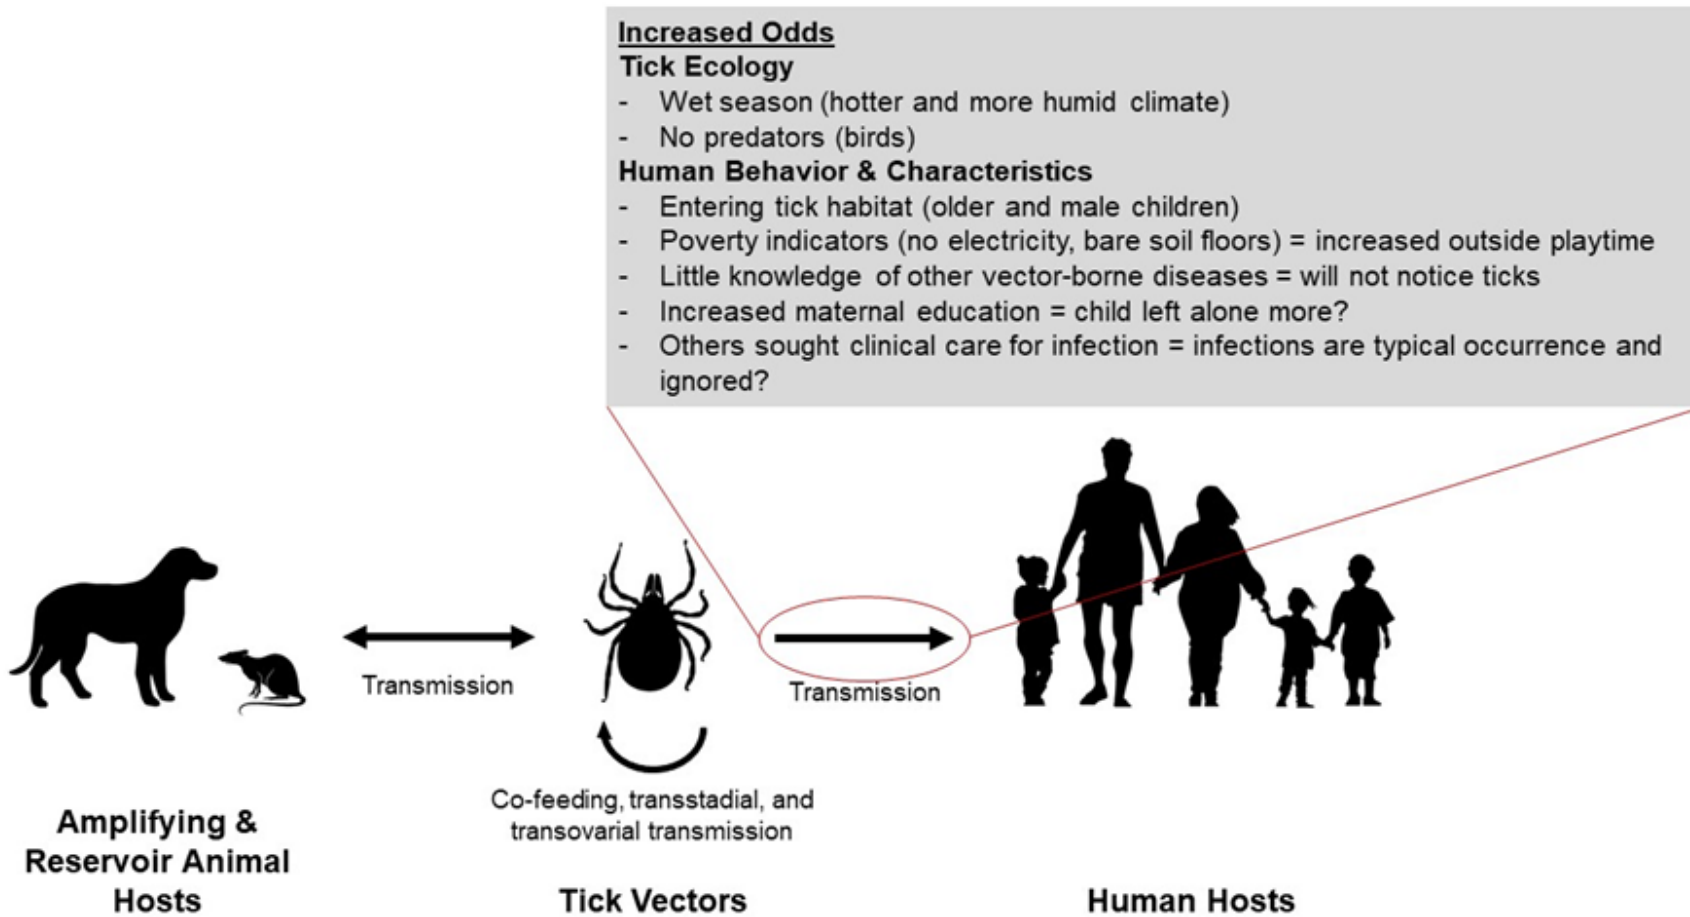 Increased Odds
Tick Ecology
- Wet season (hotter and more humid climate)
- No predators (birds)
Human Behavior & Characteristics
- Entering tick habitat (older and male children)
- Poverty indicators (no electricity, bare soil floors) = increased outside playtime
- Little knowledge of other vector-borne diseases = will not notice ticks
- Increased maternal education = child left alone more?
- Others sought clinical care for infection = infections are typical occurrence and
ignored?
Transmission
Transmission
Co-feeding, transstadial, and
transovarial transmission
Amplifying &
Reservoir Animal
Hosts
Tick Vectors
Human Hosts